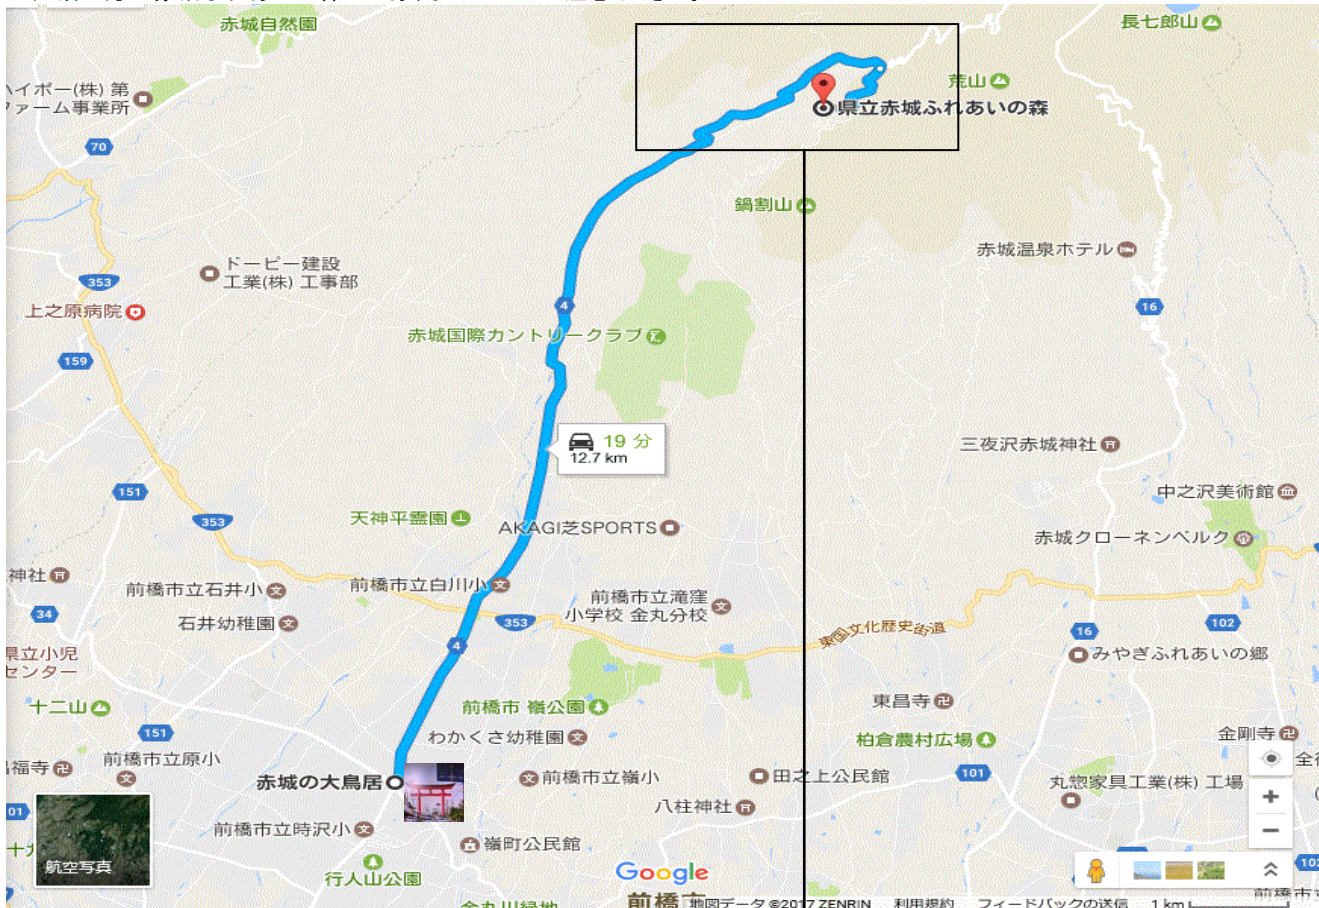 赤城自然園
長七郎山
ハイポー(株) 第
ファーム事業所
荒山
県立赤城ふれあいの森
70
鍋割山
赤城温泉ホテル
ドーピー建設
工業(株) 工事部
353
上之原病院
4
16
赤城国際カントリークラブ
159
19 分
12.7 km
三夜沢赤城神社
151
中之沢美術館
353
天神平霊園
AKAGI芝SPORTS
赤城クローネンベルク
神社
前橋市立石井小
前橋市立白川小
前橋市立滝窪
小学校 金丸分校
34
石井幼稚園
353
102
東国文化歴史街道
16
県立小児
センター
4
みやぎふれあいの郷
十二山
前橋市 嶺公園
東昌寺
151
わかくさ幼稚園
柏倉農村広場
金剛寺
福寺
前橋市立原小
赤城の大鳥居
前橋市立嶺小
田之上公民館
101
丸惣家具工業(株) 工場
01
八柱神社
前橋市立時沢小
嶺町公民館
航空写真
行人山公園
Google
102
前橋市
地図データ ©2017 ZENRIN 利用規約 フィードバックの送信 1 km